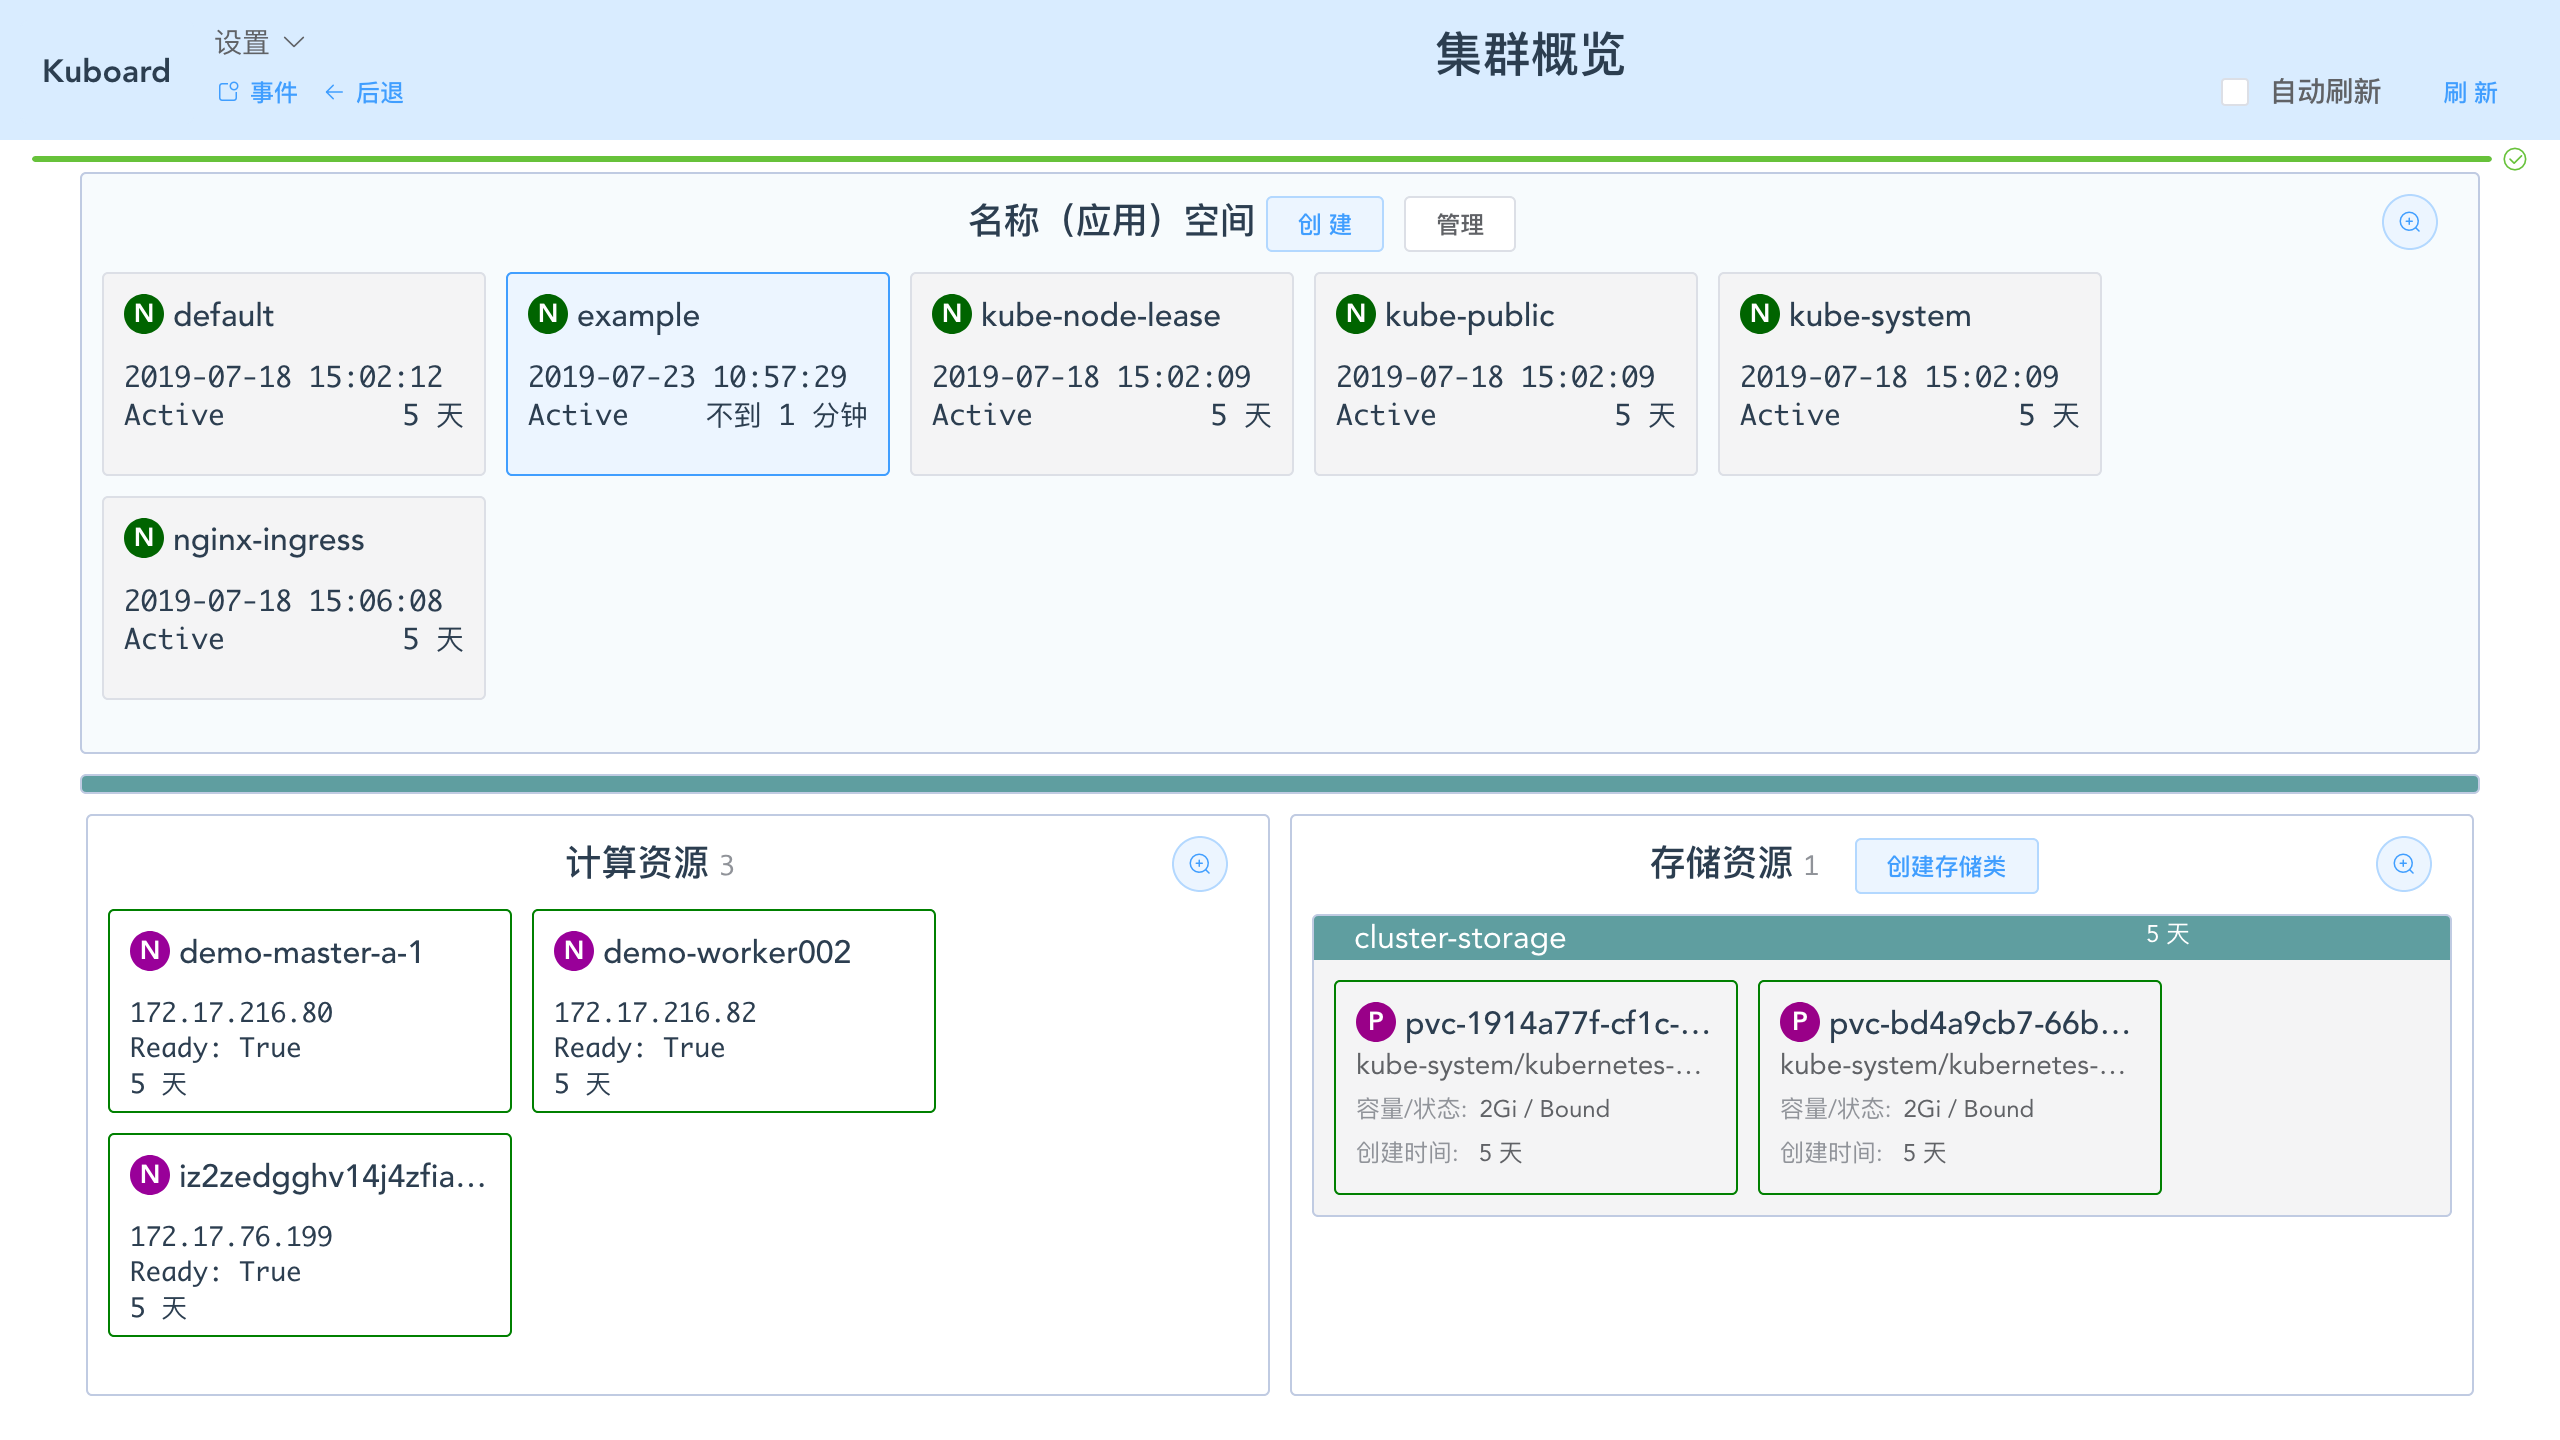 Kuboard
设置
事件 后退
集群概览
自动刷新 刷 新
名称（应用）空间 创 建 管理
N default
2019-07-18 15:02:12
Active 5 天
N example
2019-07-23 10:57:29
Active 不到 1 分钟
N kube-node-lease
2019-07-18 15:02:09
Active 5 天
N kube-public
2019-07-18 15:02:09
Active 5 天
N kube-system
2019-07-18 15:02:09
Active 5 天
N nginx-ingress
2019-07-18 15:06:08
Active 5 天
计算资源 3
N demo-master-a-1
172.17.216.80
Ready: True
5 天
N demo-worker002
172.17.216.82
Ready: True
5 天
N iz2zedgghv14j4zfia...
172.17.76.199
Ready: True
5 天
存储资源 1 创建存储类
cluster-storage 5 天
P pvc-1914a77f-cf1c-...
kube-system/kubernetes-...
容量/状态: 2Gi / Bound
创建时间: 5 天
P pvc-bd4a9cb7-66b...
kube-system/kubernetes-...
容量/状态: 2Gi / Bound
创建时间: 5 天